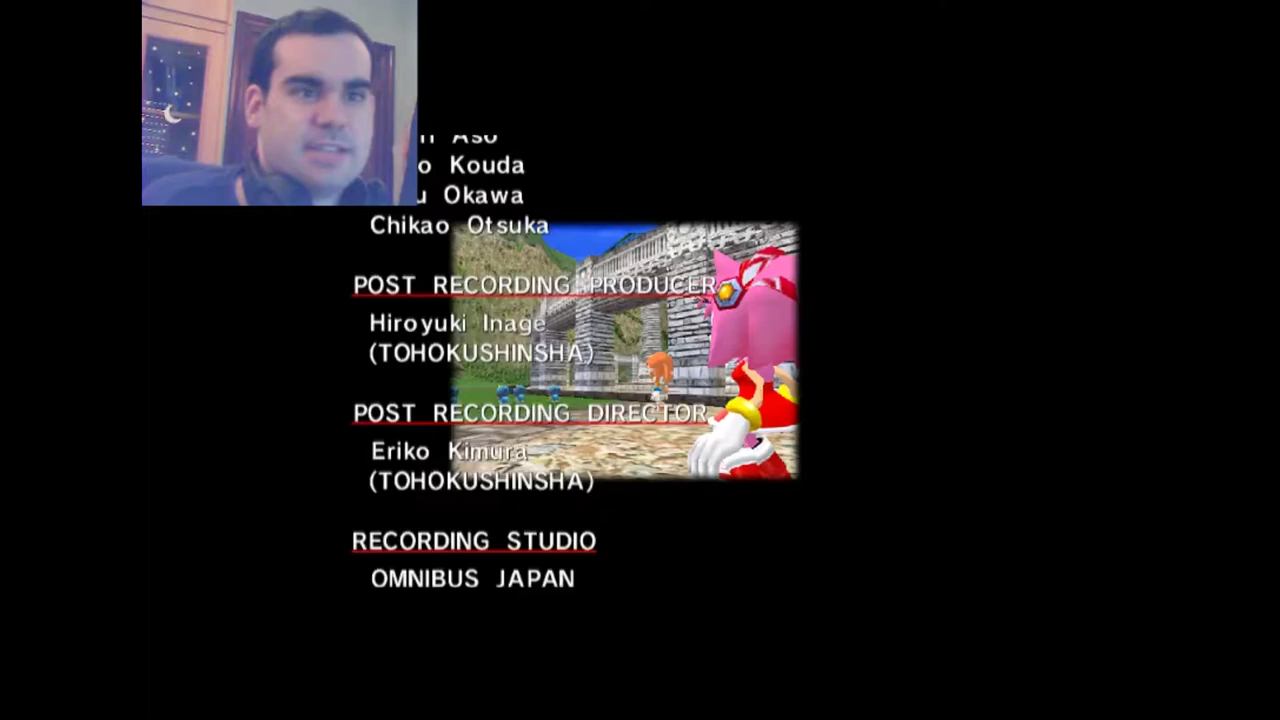 Aso
Kouda
Okawa
Chikao Otsuka
POST RECORDING PRODUCER
Hiroyuki Inage
(TOHOKUSHINSHA)
POST RECORDING DIRECTOR
Eriko Kimura
(TOHOKUSHINSHA)
RECORDING STUDIO
OMNIBUS JAPAN